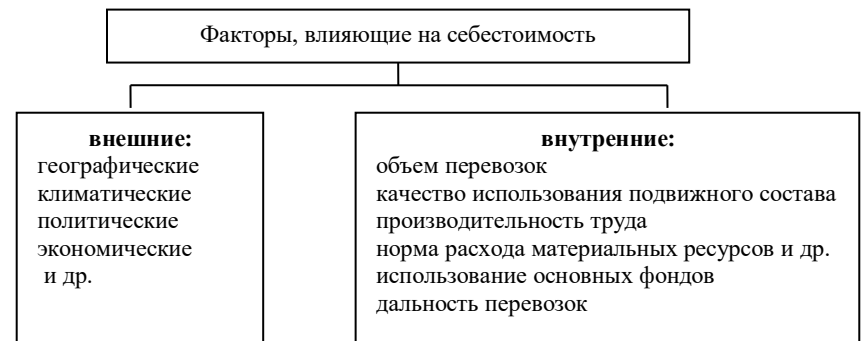 Факторы, влияющие на себестоимость
внешние:
географические
климатические
политические
экономические
и др.
внутренние:
объем перевозок
качество использования подвижного состава
производительность труда
норма расхода материальных ресурсов и др.
использование основных фондов
дальность перевозок